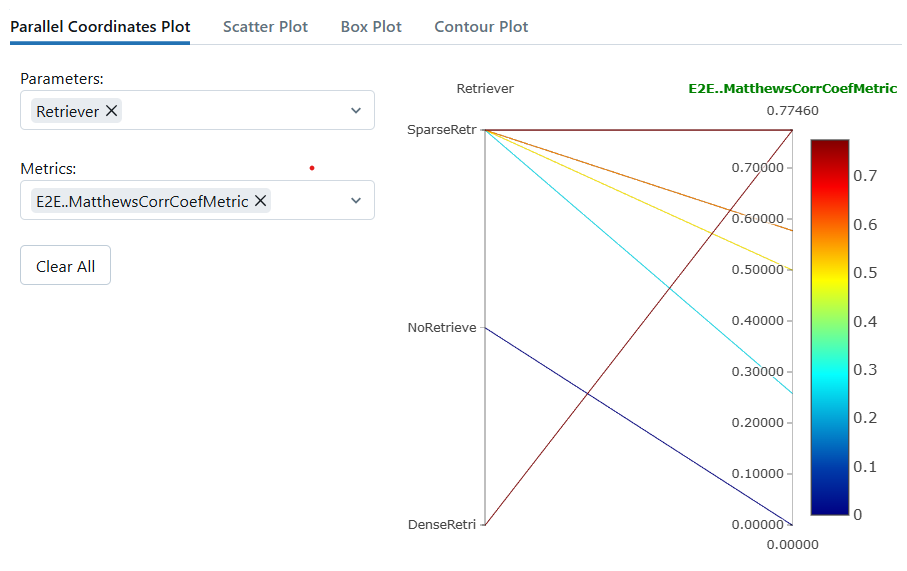 Parallel Coordinates Plot
Scatter Plot
Box Plot
Contour Plot
Parameters:
Retriever
Metrics:
E2E..MatthewsCorrCoefMetric
Clear All
Retriever
E2E..MatthewsCorrCoefMetric
0.77460
SparseRetr
NoRetrieve
DenseRetri
0.70000
0.60000
0.50000
0.40000
0.30000
0.20000
0.10000
0.00000
0.00000
0.7
0.6
0.5
0.4
0.3
0.2
0.1
0